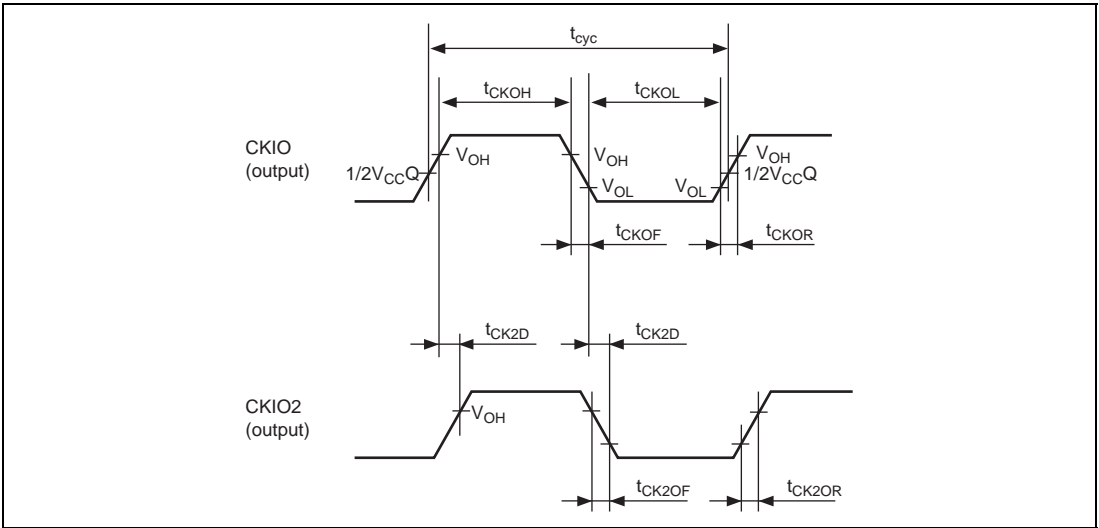 tcyc
tCKOH
tCKOL
CKIO
(output)
1/2VCCQ
VOH
VOH
VOL
VOL
VOH
1/2VCCQ
tCKOF
tCKOR
tCK2D
tCK2D
CKIO2
(output)
VOH
tCK2OF
tCK2OR